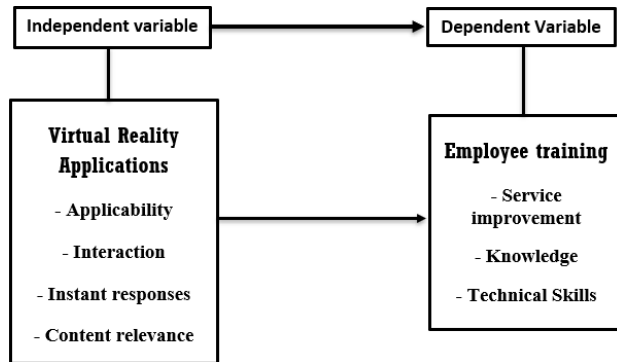 Independent variable
Dependent Variable
Virtual Reality
Applications
- Applicability
- Interaction
- Instant responses
- Content relevance
Employee training
- Service
improvement
- Knowledge
- Technical Skills